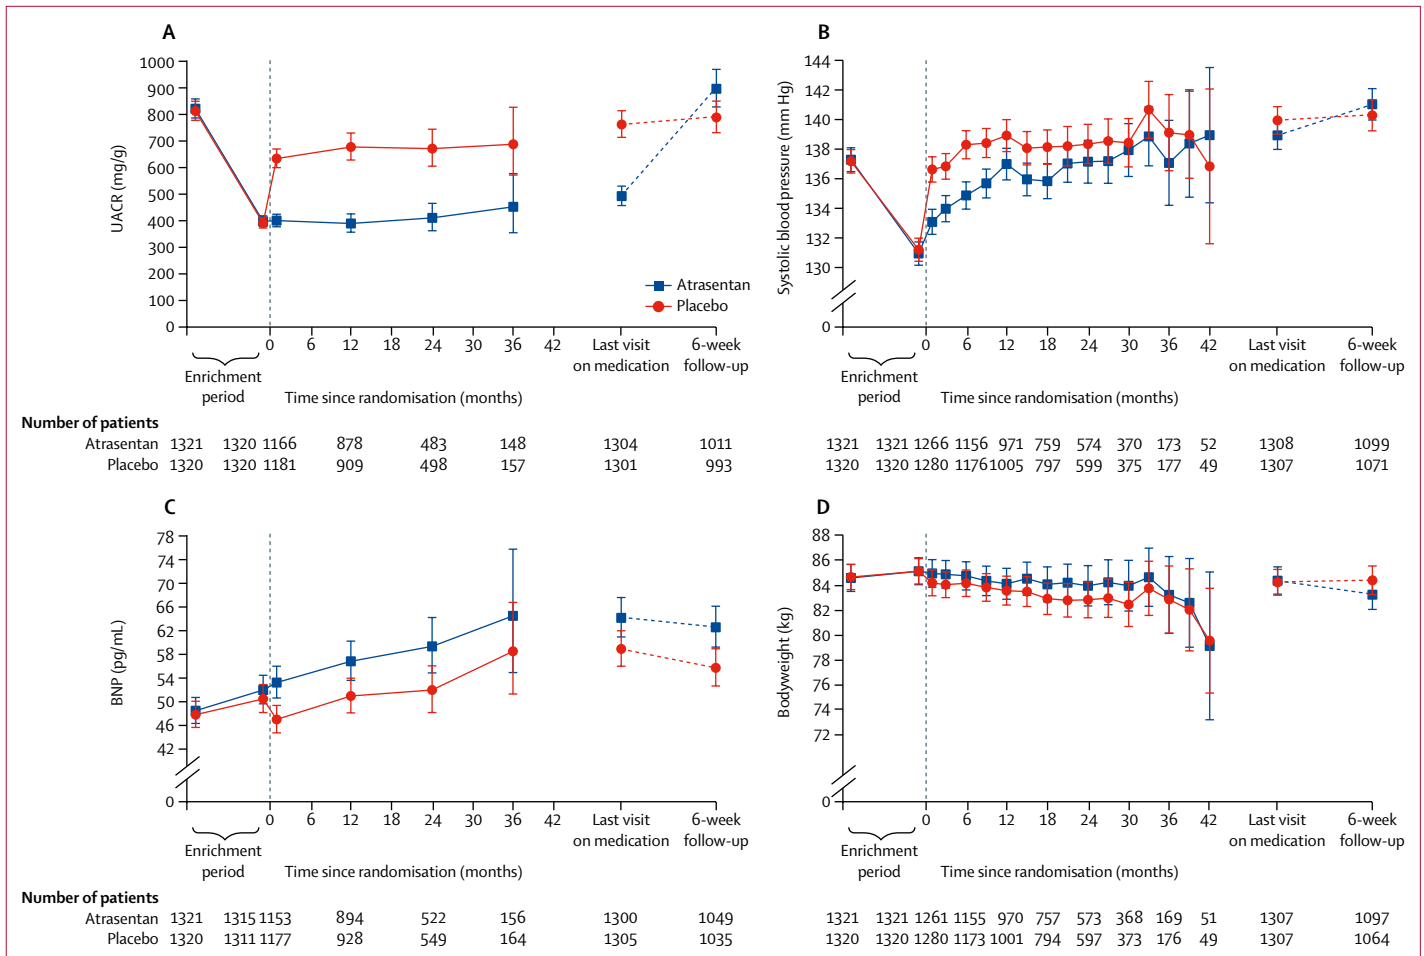 A
1000
900
800
700
600
500
400
300
200
100
0
UACR (mg/g)
Atrasentan
Placebo
0 6 12 18 24 30 36 42 Last visit on medication 6-week follow-up
Enrichment period
Time since randomisation (months)
Number of patients
Atrasentan 1321 1320 1166 878 483 148 1304 1011
Placebo 1320 1320 1181 909 498 157 1301 993
B
144
142
140
138
136
134
132
130
0
Systolic blood pressure (mm Hg)
0 6 12 18 24 30 36 42 Last visit on medication 6-week follow-up
Enrichment period
Time since randomisation (months)
1321 1321 1266 1156 971 759 574 370 173 52 1308 1099
1320 1320 1280 1176 1005 797 599 375 177 49 1307 1071
C
78
74
70
66
62
58
54
50
46
42
0
BNP (pg/mL)
0 6 12 18 24 30 36 42 Last visit on medication 6-week follow-up
Enrichment period
Time since randomisation (months)
Number of patients
Atrasentan 1321 1315 1153 894 522 156 1300 1049
Placebo 1320 1311 1177 928 549 164 1305 1035
D
88
86
84
82
80
78
76
74
72
0
Bodyweight (kg)
0 6 12 18 24 30 36 42 Last visit on medication 6-week follow-up
Enrichment period
Time since randomisation (months)
1321 1321 1261 1155 970 757 573 368 169 51 1307 1097
1320 1320 1280 1173 1001 794 597 373 176 49 1307 1064